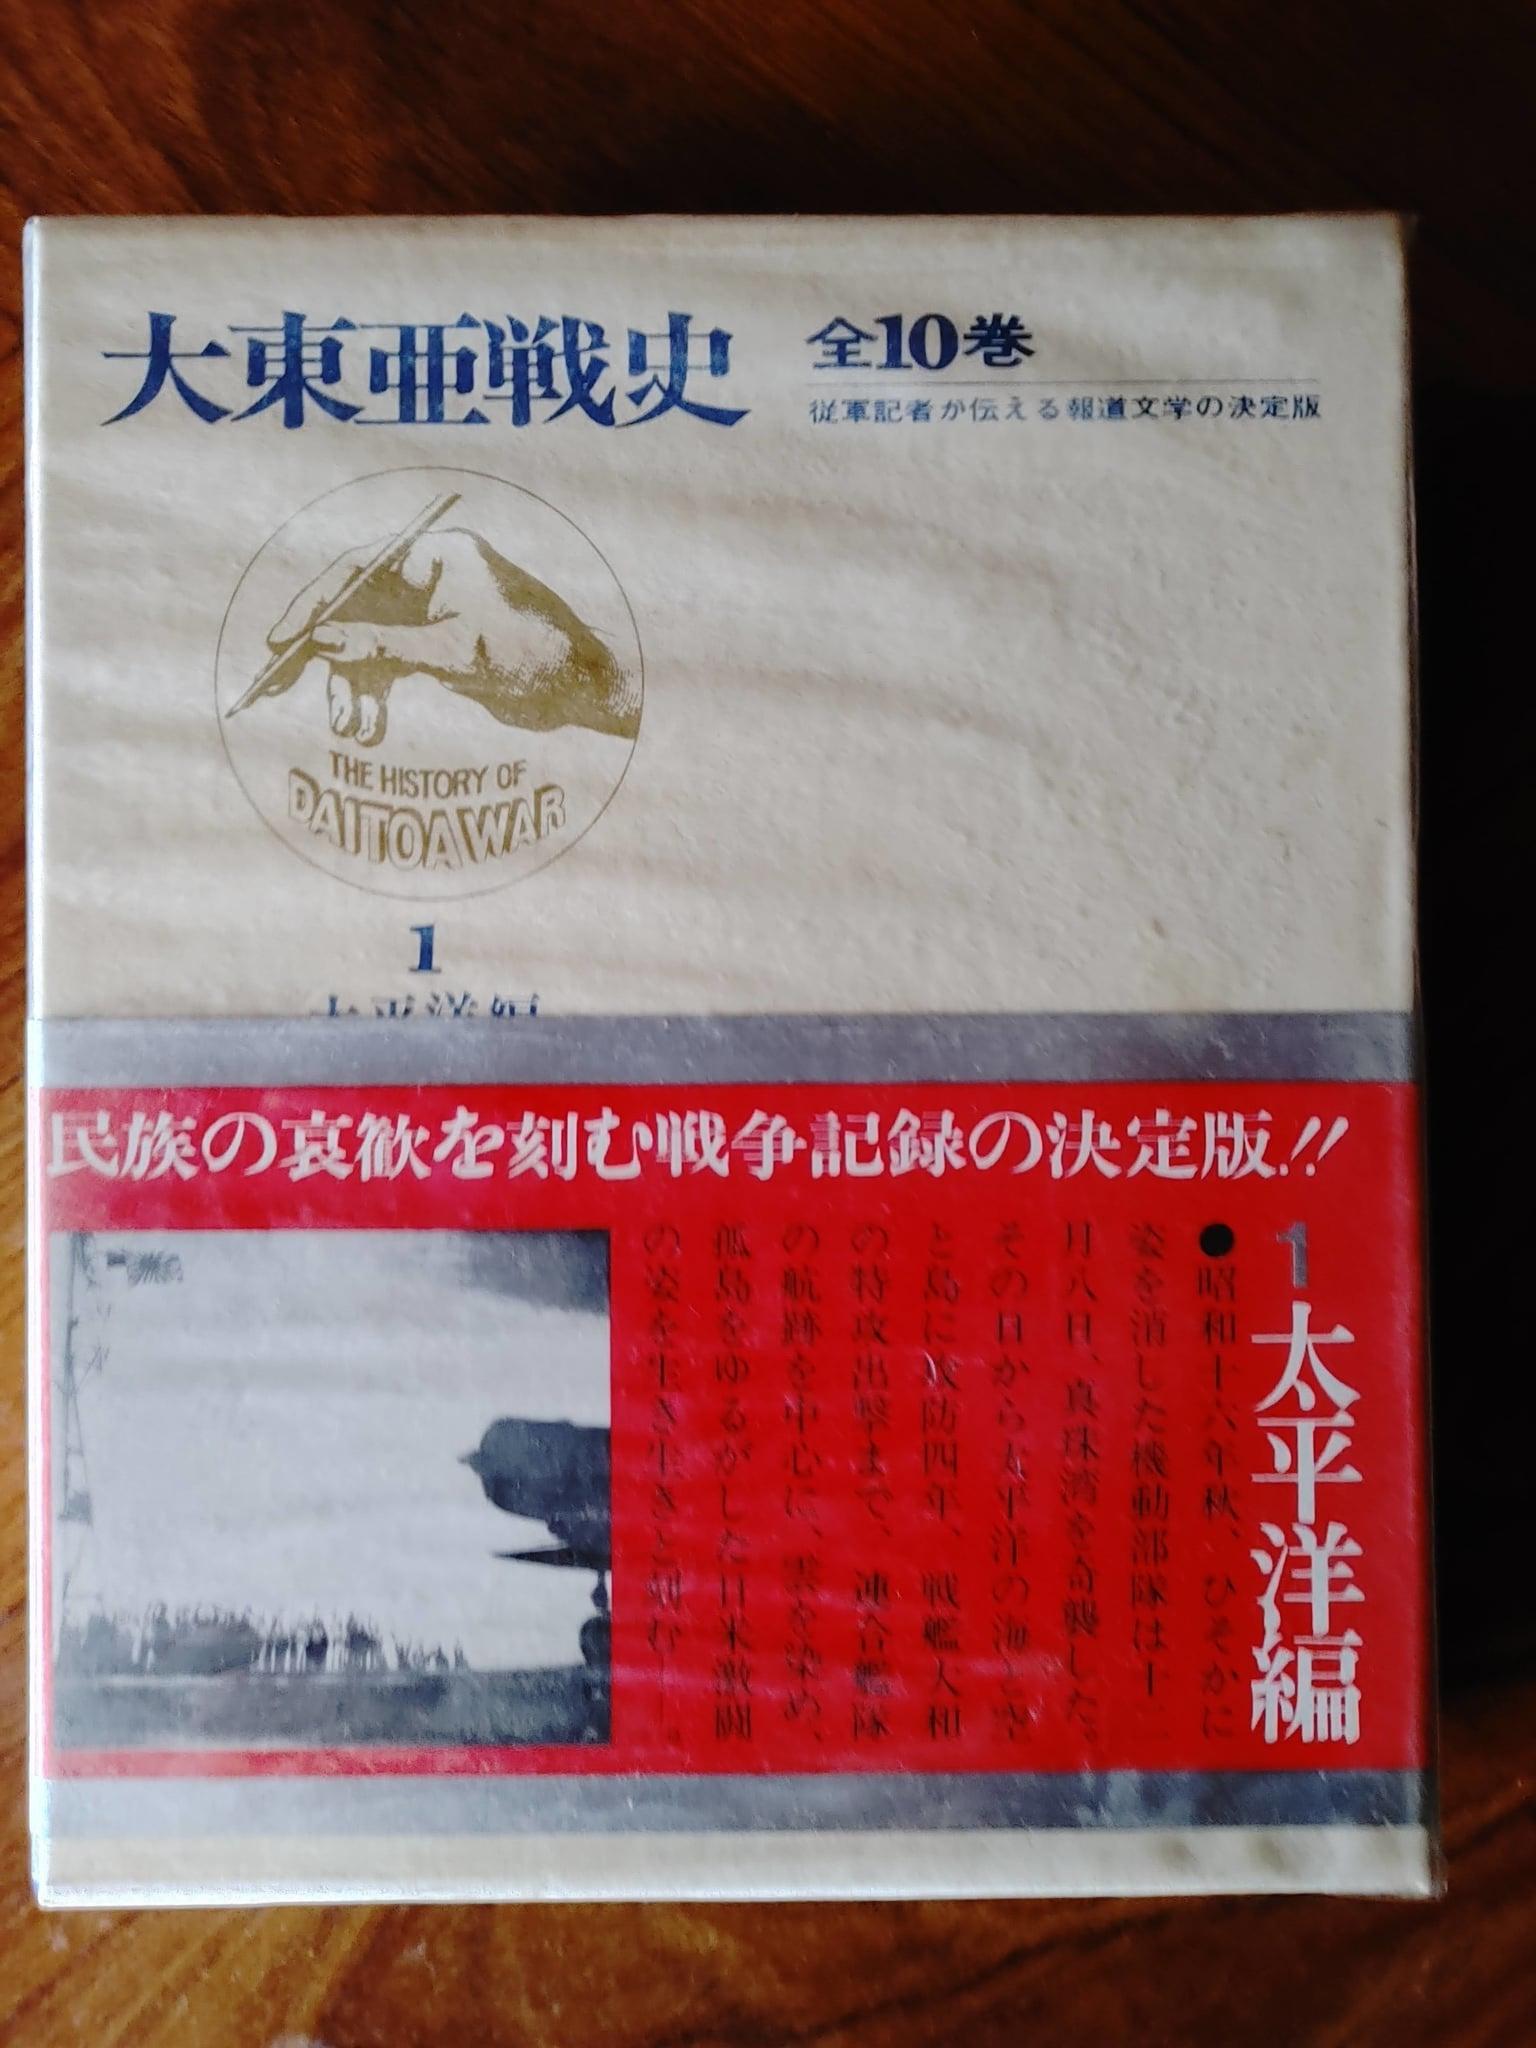 大東亜戦史
全10巻
従軍記者が伝える報道文学の決定版
THE HISTORY OF
DAITOA WAR
1
太平洋編
民族の哀歓を刻む戦争記録の決定版!!
1 太平洋編
●昭和十六年秋、ひそかに
姿を消した機動部隊は十二
月八日、真珠湾を奇襲した。
その日から太平洋の海と空
と島に攻防四年、戦艦大和
の特攻出撃まで、連合艦隊
の航跡を中心に、雲を染め、
孤島をゆるがした日米激闘
の姿を生き生きと刻む──。